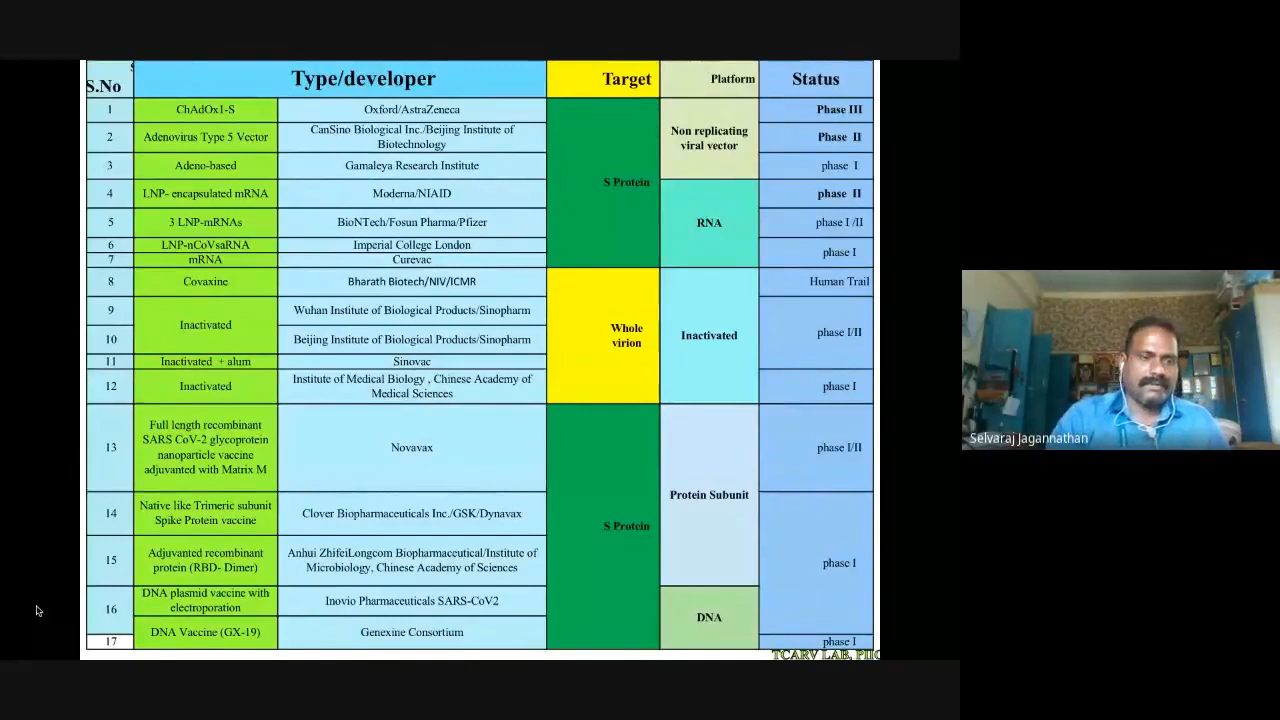 S.No
Type/developer
Target
Platform
Status
1
ChAdOx1-S
Oxford/AstraZeneca
S Protein
Non replicating
viral vector
Phase III
2
Adenovirus Type 5 Vector
CanSino Biological Inc./Beijing Institute of
Biotechnology
Phase II
3
Adeno-based
Gamaleya Research Institute
phase I
4
LNP- encapsulated mRNA
Moderna/NIAID
RNA
phase II
5
3 LNP-mRNAs
BioNTech/Fosun Pharma/Pfizer
phase I /II
6
LNP-nCoVsaRNA
Imperial College London
phase I
7
mRNA
Curevac
8
Covaxine
Bharath Biotech/NIV/ICMR
Whole
virion
Inactivated
Human Trail
9
Inactivated
Wuhan Institute of Biological Products/Sinopharm
phase I/II
10
Beijing Institute of Biological Products/Sinopharm
11
Inactivated + alum
Sinovac
12
Inactivated
Institute of Medical Biology , Chinese Academy of
Medical Sciences
phase I
13
Full length recombinant
SARS CoV-2 glycoprotein
nanoparticle vaccine
adjuvanted with Matrix M
Novavax
S Protein
Protein Subunit
phase I/II
14
Native like Trimeric subunit
Spike Protein vaccine
Clover Biopharmaceuticals Inc./GSK/Dynavax
phase I
15
Adjuvanted recombinant
protein (RBD- Dimer)
Anhui ZhifeiLongcom Biopharmaceutical/Institute of
Microbiology, Chinese Academy of Sciences
16
DNA plasmid vaccine with
electroporation
Inovio Pharmaceuticals SARS-CoV2
DNA
17
DNA Vaccine (GX-19)
Genexine Consortium
phase I
TCARV LAB,
Selvaraj Jagannathan